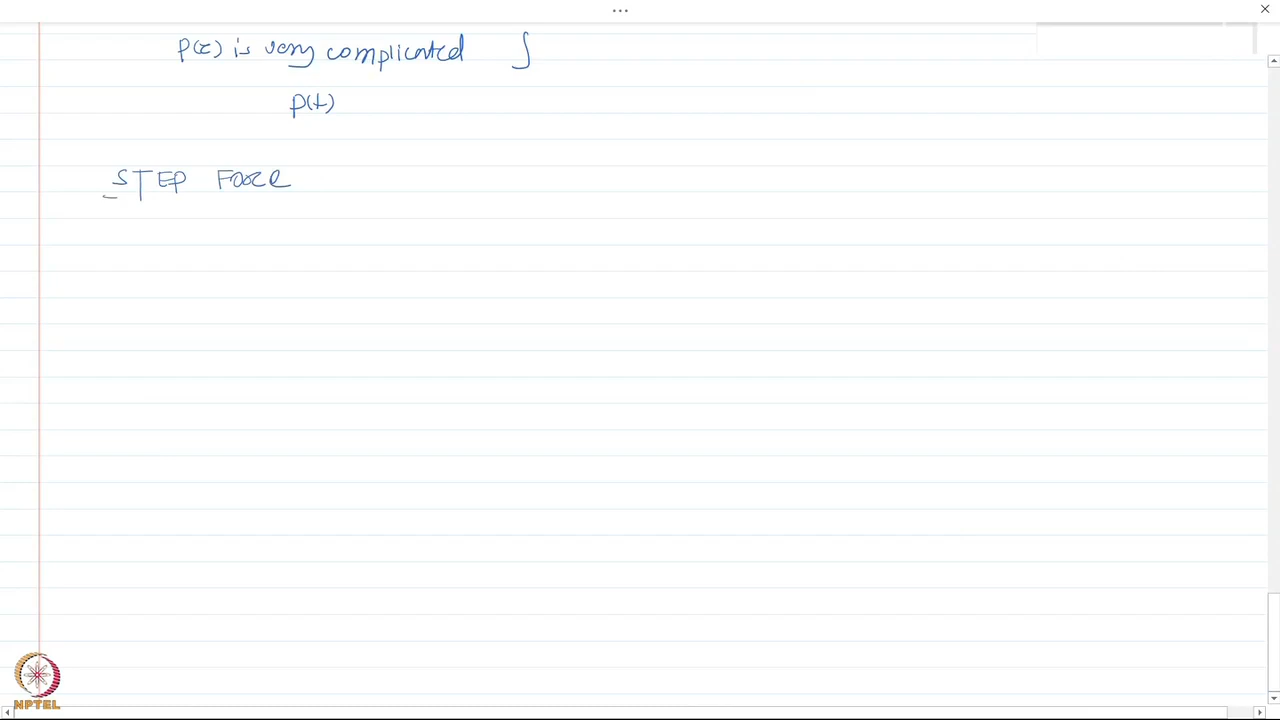 p(τ) is very complicated ∫
p(t)
STEP FORCE
NPTEL